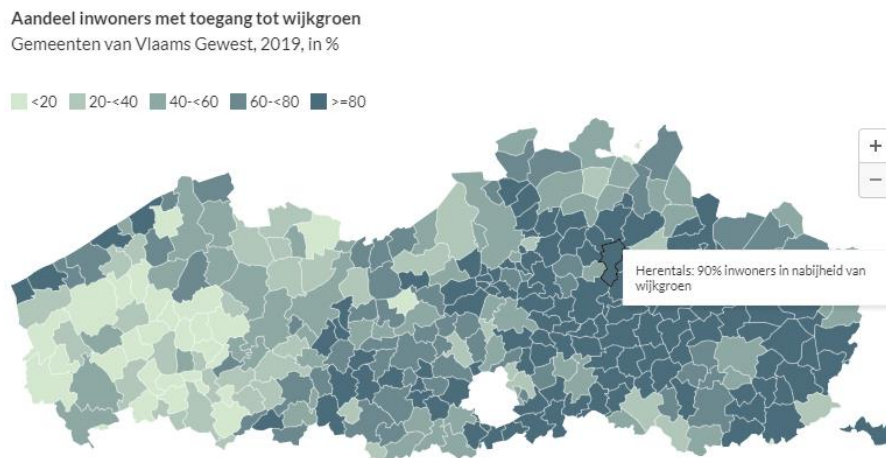 Aandeel inwoners met toegang tot wijkgroen
Gemeenten van Vlaams Gewest, 2019, in %
<20 20-<40 40-<60 60-<80 >=80
+
−
Herentals: 90% inwoners in nabijheid van
wijkgroen